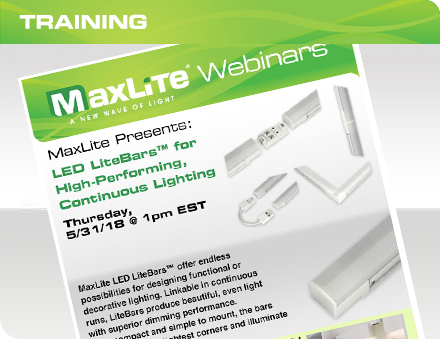 TRAINING
MaxLite® Webinars
A NEW WAVE OF LIGHT
MaxLite Presents:
LED LiteBars™ for
High-Performing,
Continuous Lighting
Thursday,
5/31/18 @ 1pm EST
MaxLite LED LiteBars™ offer endless
possibilities for designing functional or
decorative lighting. Linkable in continuous
runs, LiteBars produce beautiful, even light
with superior dimming performance.
compact and simple to mount, the bars
corners and illuminate